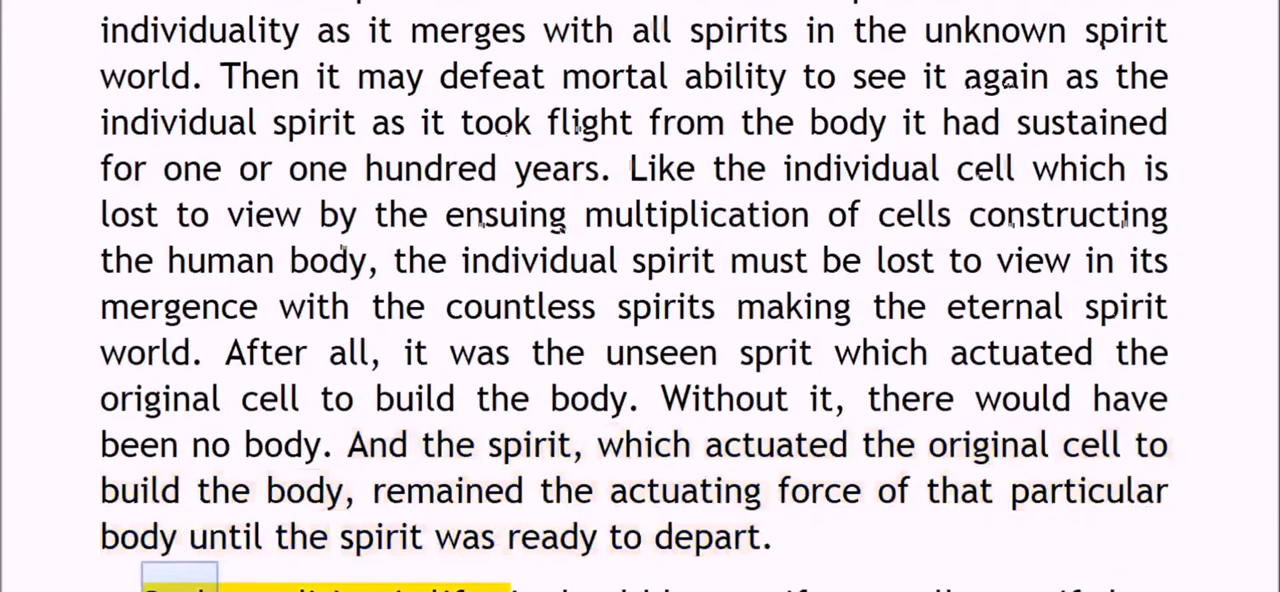 individuality as it merges with all spirits in the unknown spirit
world. Then it may defeat mortal ability to see it again as the
individual spirit as it took flight from the body it had sustained
for one or one hundred years. Like the individual cell which is
lost to view by the ensuing multiplication of cells constructing
the human body, the individual spirit must be lost to view in its
mergence with the countless spirits making the eternal spirit
world. After all, it was the unseen sprit which actuated the
original cell to build the body. Without it, there would have
been no body. And the spirit, which actuated the original cell to
build the body, remained the actuating force of that particular
body until the spirit was ready to depart.